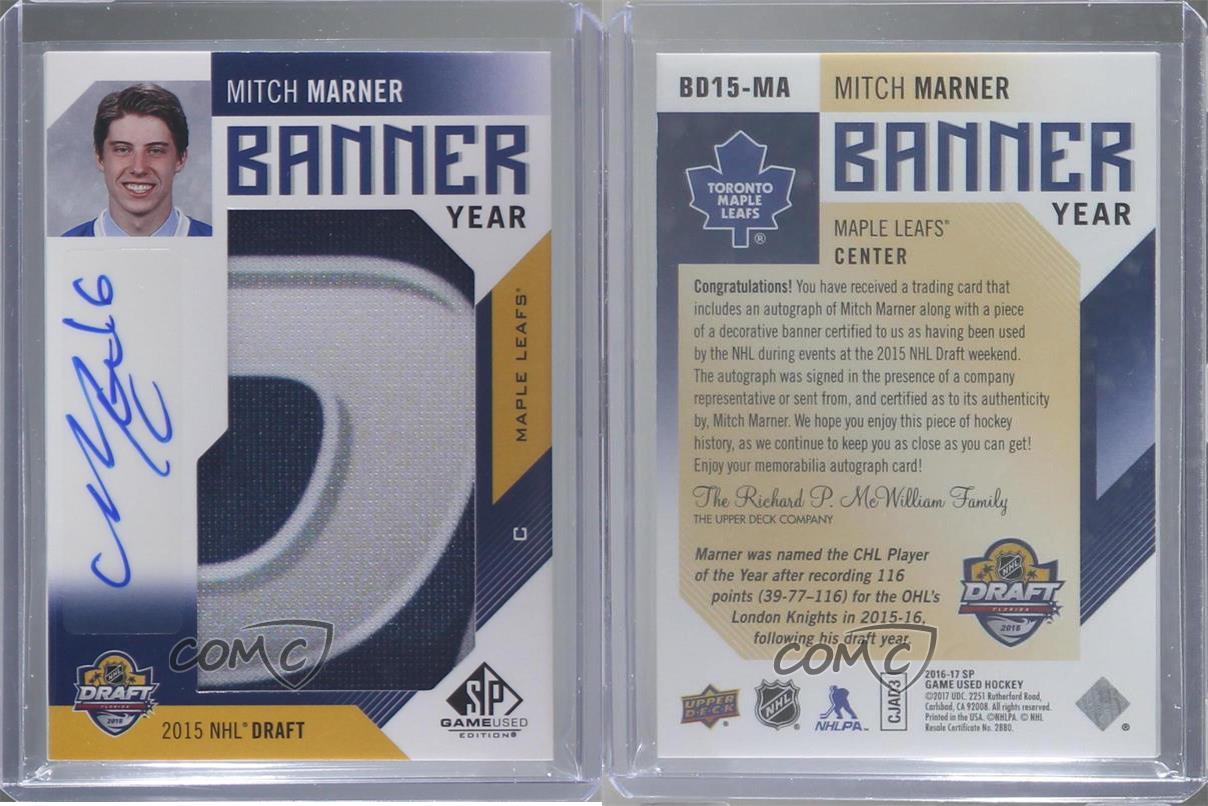 MITCH MARNER
BANNER
YEAR
MAPLE LEAFS®
C
DRAFT
FLORIDA
2015
2015 NHL® DRAFT
SP
GAMEUSED
EDITION®
COMC
BD15-MA
MITCH MARNER
BANNER
YEAR
TORONTO
MAPLE
LEAFS
®
MAPLE LEAFS®
CENTER
Congratulations! You have received a trading card that
includes an autograph of Mitch Marner along with a piece
of a decorative banner certified to us as having been used
by the NHL during events at the 2015 NHL Draft weekend.
The autograph was signed in the presence of a company
representative or sent from, and certified as to its authenticity
by, Mitch Marner. We hope you enjoy this piece of hockey
history, as we continue to keep you as close as you can get!
Enjoy your memorabilia autograph card!
The Richard P. McWilliam Family
THE UPPER DECK COMPANY
Marner was named the CHL Player
of the Year after recording 116
points (39-77–116) for the OHL's
London Knights in 2015-16,
following his draft year.
NHL
DRAFT
FLORIDA
2015
COMC
UPPER
DECK
NHL
NHLPA
CJAD3
2016-17 SP
GAME USED HOCKEY
©2017 UDC. 2251 Rutherford Road,
Carlsbad, CA 92008. All rights reserved.
Printed in the USA. ©NHLPA. © NHL
Resale Certificate No. 2880.
®